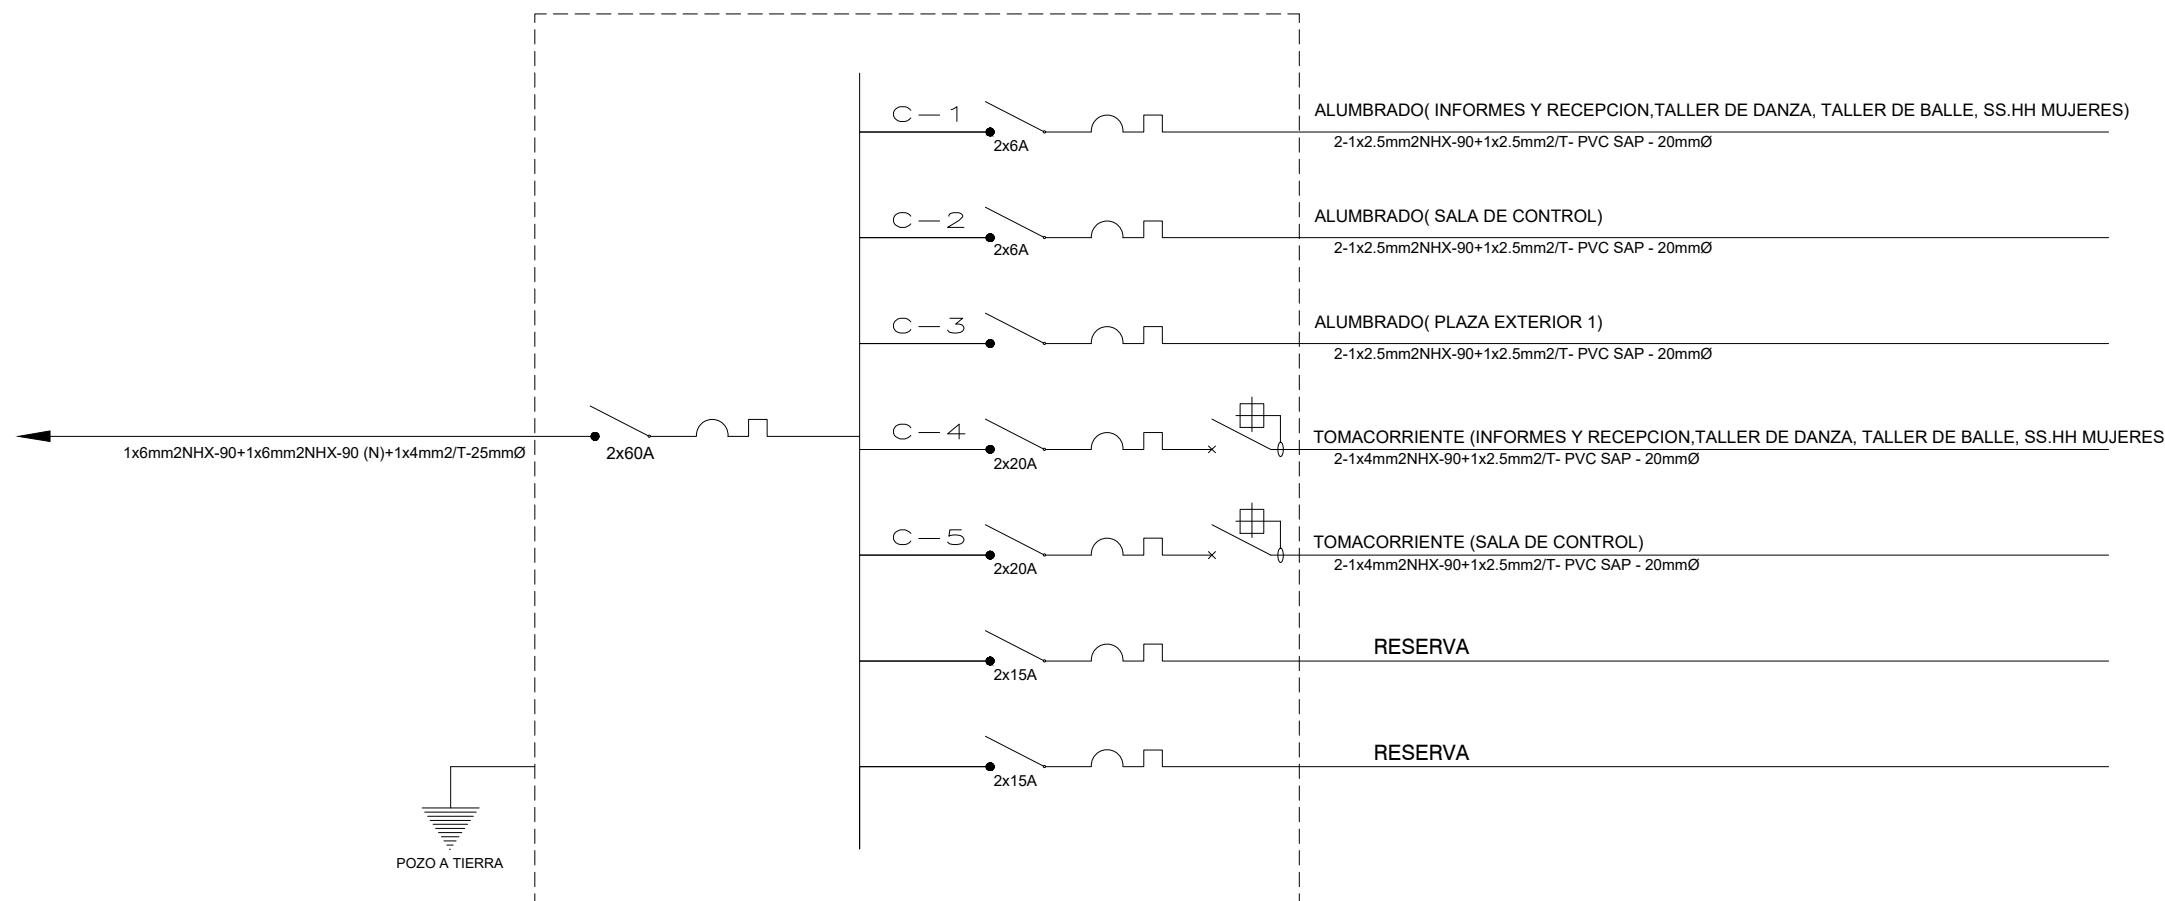 C-1
ALUMBRADO( INFORMES Y RECEPCION,TALLER DE DANZA, TALLER DE BALLE, SS.HH MUJERES)
2x6A
2-1x2.5mm2NHX-90+1x2.5mm2/T- PVC SAP - 20mmØ
C-2
ALUMBRADO( SALA DE CONTROL)
2x6A
2-1x2.5mm2NHX-90+1x2.5mm2/T- PVC SAP - 20mmØ
C-3
ALUMBRADO( PLAZA EXTERIOR 1)
2-1x2.5mm2NHX-90+1x2.5mm2/T- PVC SAP - 20mmØ
1x6mm2NHX-90+1x6mm2NHX-90 (N)+1x4mm2/T-25mmØ
2x60A
C-4
TOMACORRIENTE (INFORMES Y RECEPCION,TALLER DE DANZA, TALLER DE BALLE, SS.HH MUJERES
2x20A
2-1x4mm2NHX-90+1x2.5mm2/T- PVC SAP - 20mmØ
C-5
TOMACORRIENTE (SALA DE CONTROL)
2x20A
2-1x4mm2NHX-90+1x2.5mm2/T- PVC SAP - 20mmØ
RESERVA
2x15A
RESERVA
2x15A
POZO A TIERRA